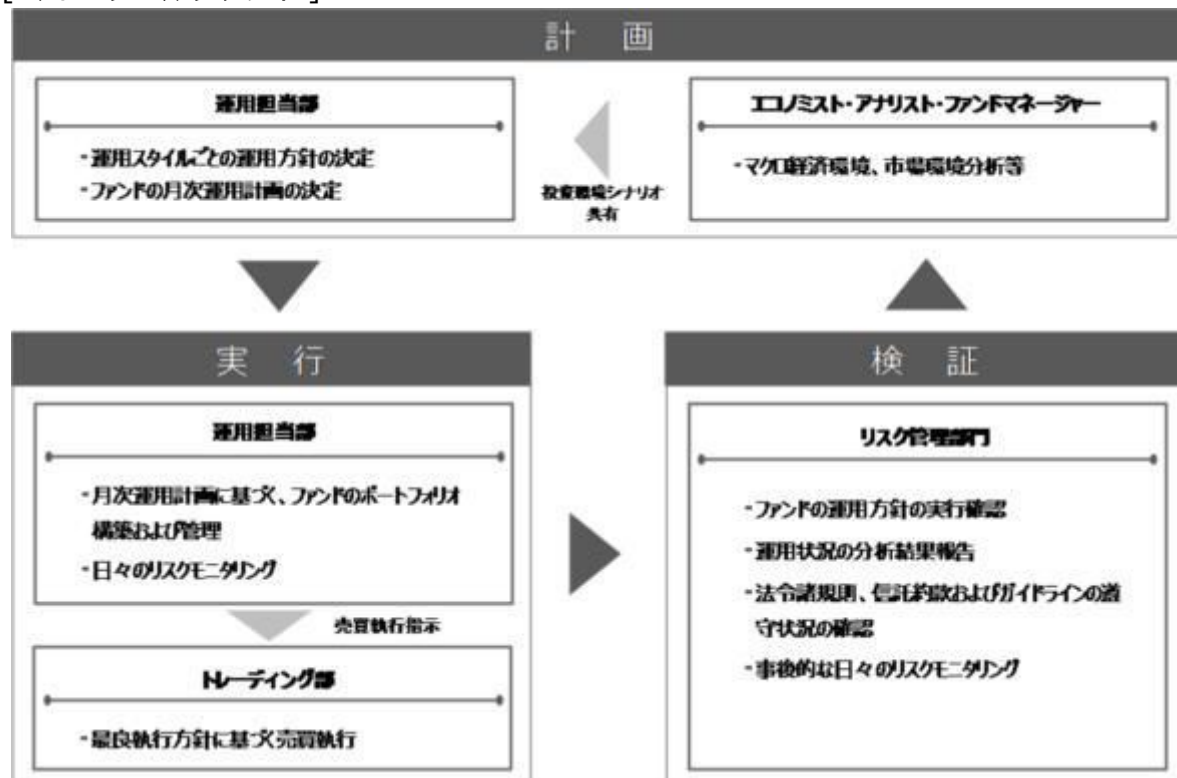 計 画
運用担当部
-運用スタイルごとの運用方針の決定
-ファンドの月次運用計画の決定
投資環境シナリオ
共有
エコノミスト・アナリスト・ファンドマネージャー
-マクロ経済環境、市場環境分析等
実 行
運用担当部
-月次運用計画に基づく、ファンドのポートフォリオ
構築および管理
-日々のリスクモニタリング
売買執行指示
トレーディング部
-最良執行方針に基づく売買執行
検 証
リスク管理部門
-ファンドの運用方針の実行確認
-運用状況の分析結果報告
-法令諸規則、信託約款およびガイドラインの遵
守状況の確認
-事後的な日々のリスクモニタリング